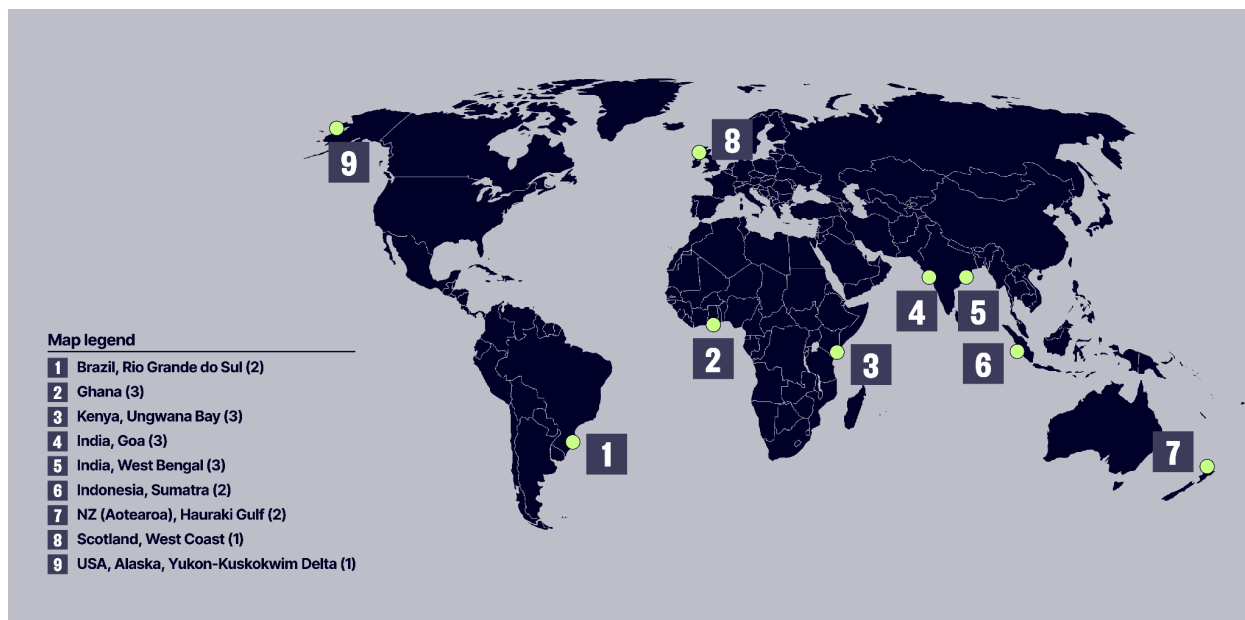 9
8
4
5
2
3
6
Map legend
1 Brazil, Rio Grande do Sul (2)
2 Ghana (3)
3 Kenya, Ungwana Bay (3)
4 India, Goa (3)
5 India, West Bengal (3)
6 Indonesia, Sumatra (2)
7 NZ (Aotearoa), Hauraki Gulf (2)
8 Scotland, West Coast (1)
9 USA, Alaska, Yukon-Kuskokwim Delta (1)
1
7